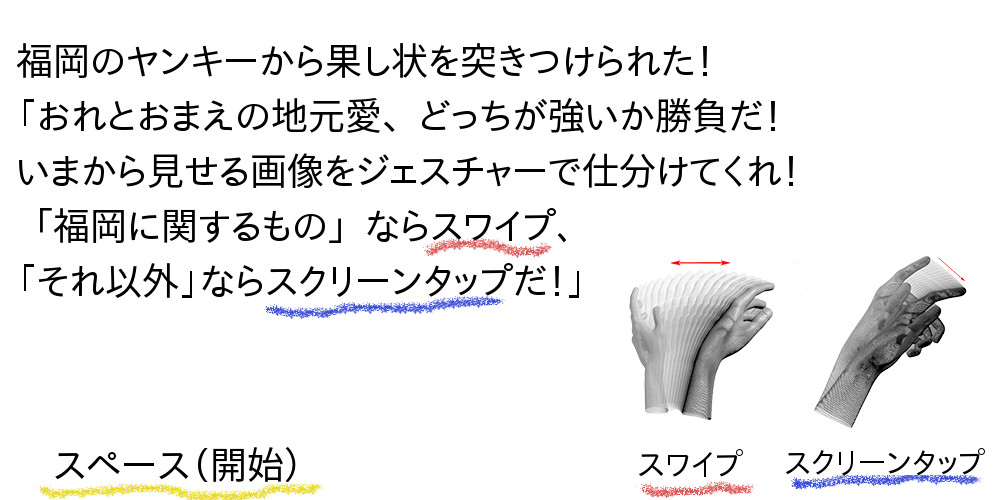 福岡のヤンキーから果し状を突きつけられた！
「おれとおまえの地元愛、どっちが強いか勝負だ！
いまから見せる画像をジェスチャーで仕分けてくれ！
「福岡に関するもの」ならスワイプ、
「それ以外」ならスクリーンタップだ！」
スペース（開始）
スワイプ
スクリーンタップ